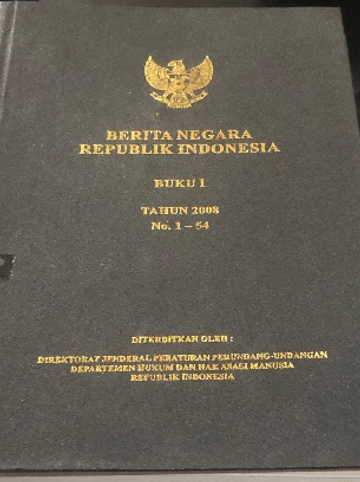 BERITA NEGARA
REPUBLIK INDONESIA
BUKU I
TAHUN 2008
No. 1 – 54
DITERBITKAN OLEH :
DIREKTORAT JENDERAL PERATURAN PERUNDANG-UNDANGAN
DEPARTEMEN HUKUM DAN HAK ASASI MANUSIA
REPUBLIK INDONESIA